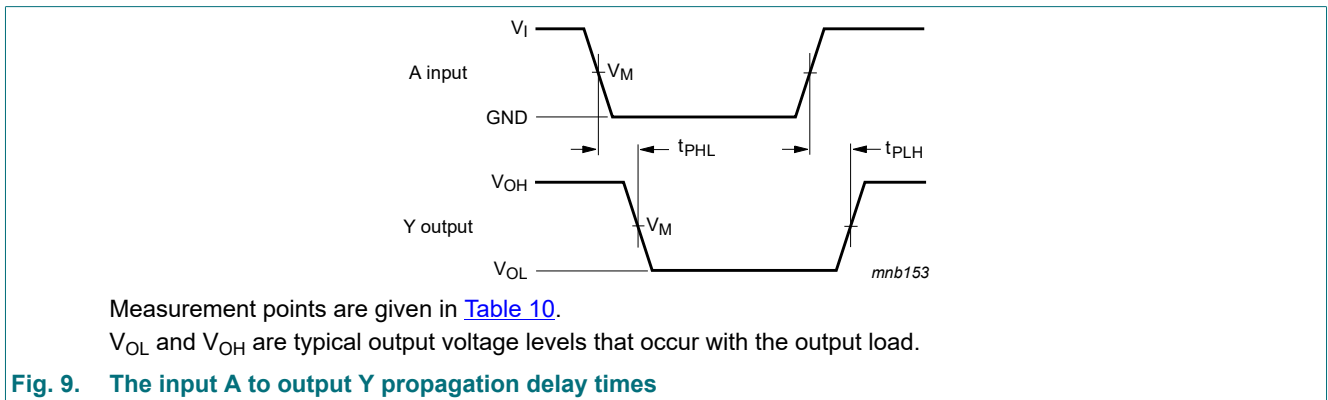 VI
A input
VM
GND
tPHL
tPLH
VOH
Y output
VM
VOL
mnb153
Measurement points are given in Table 10.
VOL and VOH are typical output voltage levels that occur with the output load.
Fig. 9. The input A to output Y propagation delay times